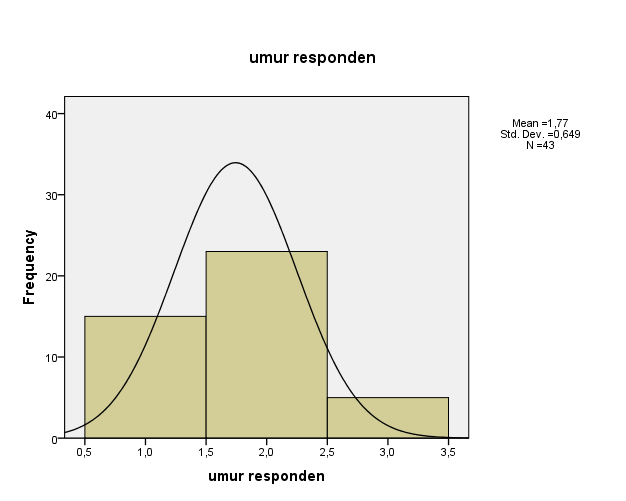 umur responden
Mean =1,77
Std. Dev. =0,649
N =43
Frequency
40
30
20
10
0
0,5 1,0 1,5 2,0 2,5 3,0 3,5
umur responden